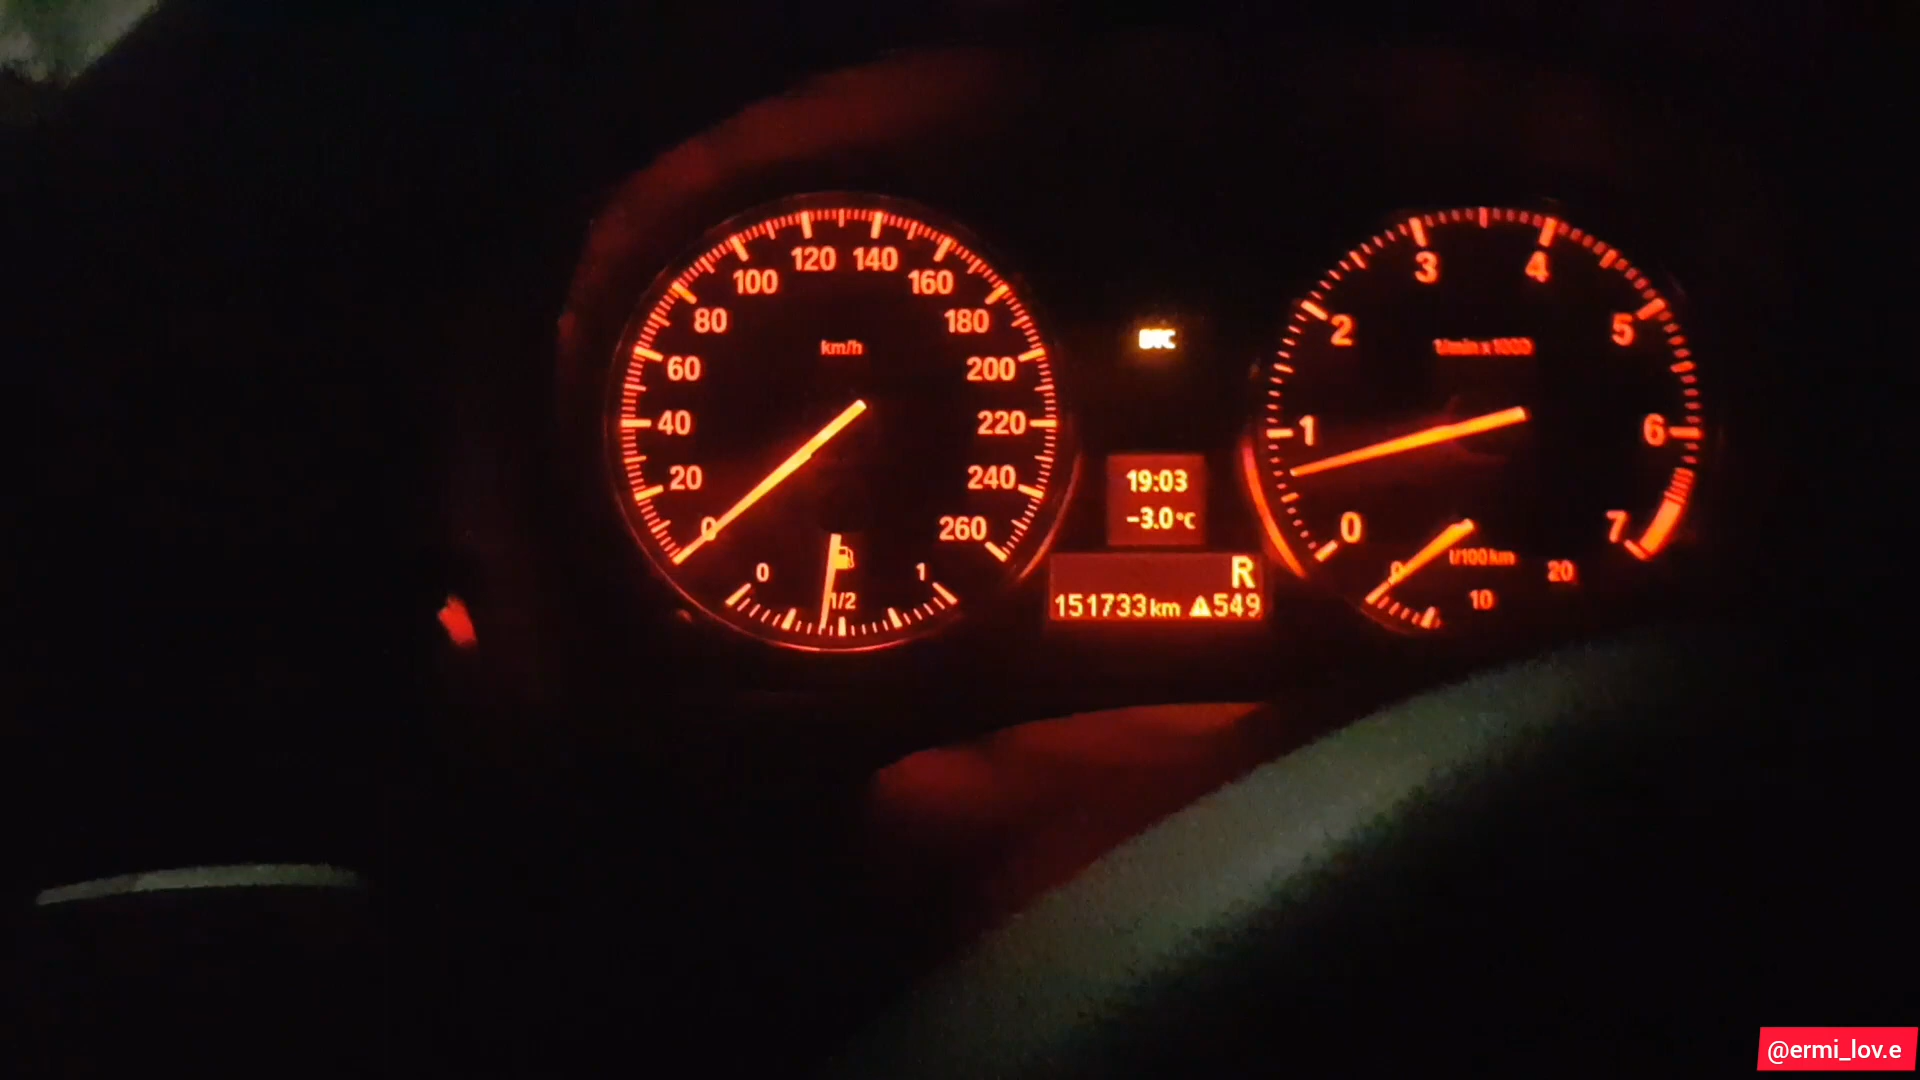 120 140
100 160
80 180
60 200
40 220
20 240
0 260
km/h
0 1/2 1
DTC
19:03
-3.0°C
R
151733km ⚠549
3 4
2 5
1 6
0 7
1/min x 1000
l/100km
0 10 20
@ermi_lov.e